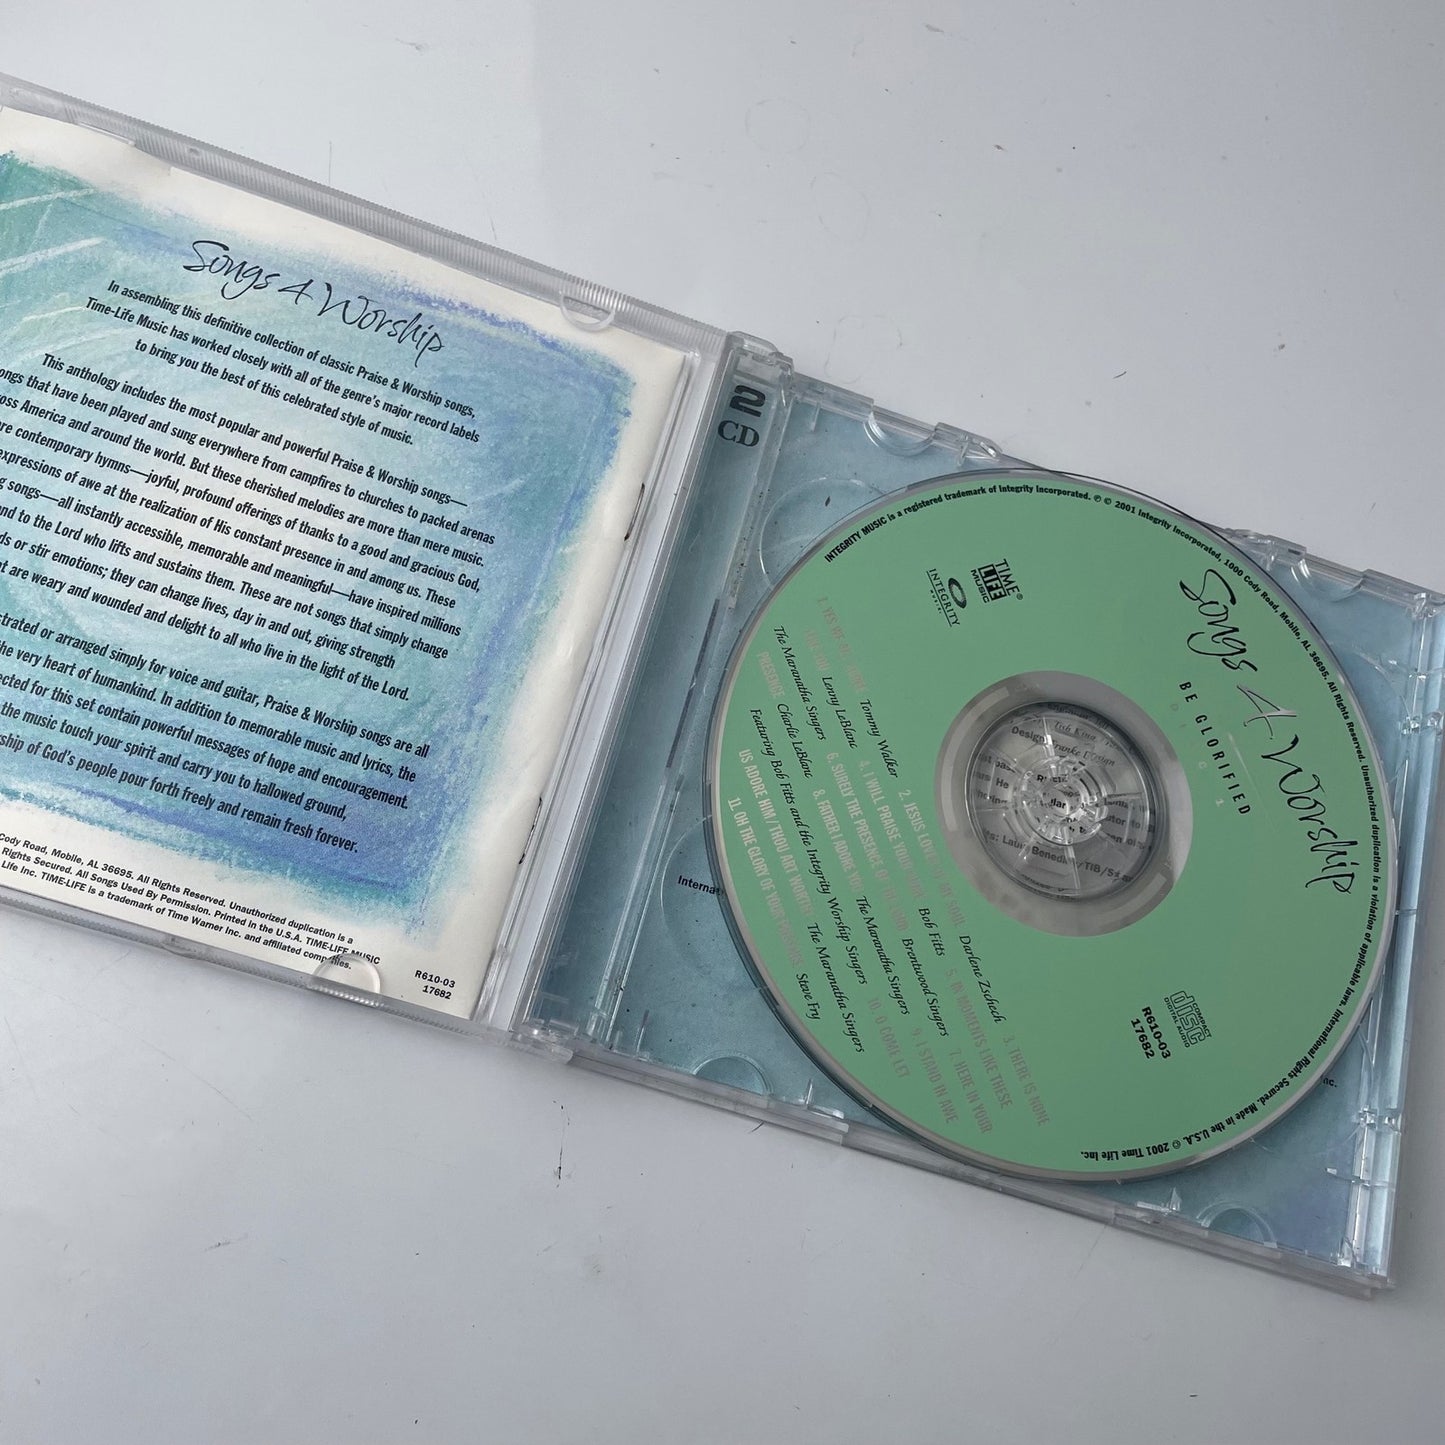 Songs 4 Worship
In assembling this definitive collection of classic Praise & Worship songs,
Time-Life Music has worked closely with all of the genre's major record labels
to bring you the best of this celebrated style of music.
This anthology includes the most popular and powerful Praise & Worship songs—
ongs that have been played and sung everywhere from campfires to churches to packed arenas
oss America and around the world. But these cherished melodies are more than mere music.
re contemporary hymns—joyful, profound offerings of thanks to a good and gracious God,
expressions of awe at the realization of His constant presence in and among us. These
g songs—all instantly accessible, memorable and meaningful—have inspired millions
nd to the Lord who lifts and sustains them. These are not songs that simply change
ds or stir emotions; they can change lives, day in and out, giving strength
at are weary and wounded and delight to all who live in the light of the Lord.
strated or arranged simply for voice and guitar, Praise & Worship songs are all
the very heart of humankind. In addition to memorable music and lyrics, the
ected for this set contain powerful messages of hope and encouragement.
the music touch your spirit and carry you to hallowed ground,
ship of God's people pour forth freely and remain fresh forever.
Cody Road, Mobile, AL 36695. All Rights Reserved. Unauthorized duplication is a
Rights Secured. All Songs Used By Permission. Printed in the U.S.A. TIME-LIFE MUSIC
Life Inc. TIME-LIFE is a trademark of Time Warner Inc. and affiliated companies.
R610-03
17682
2
CD
INTEGRITY MUSIC is a registered trademark of Integrity Incorporated. ℗ © 2001 Integrity Incorporated, 1000 Cody Road, Mobile, AL 36695. All Rights Reserved. Unauthorized duplication is a violation of applicable laws. International Rights Secured. Made in the U.S.A. © 2001 Time Life Inc.
INTEGRITY
MUSIC
TIME
LIFE
MUSIC®
Songs 4 Worship
BE GLORIFIED
DISC 1
COMPACT
disc
DIGITAL AUDIO
R610-03
17682
Tommy Walker 2. JESUS LOVER OF MY SOUL Darlene Zschech 3. THERE IS NONE
LIKE YOU Lenny LeBlanc 4. I WILL PRAISE YOUR NAME Bob Fitts 5. IN MOMENTS LIKE THESE
The Maranatha Singers 6. SURELY THE PRESENCE OF THE LORD Brentwood Singers 7. HERE IN YOUR
PRESENCE Charlie LeBlanc 8. FATHER I ADORE YOU The Maranatha Singers 9. I STAND IN AWE
Featuring Bob Fitts and the Integrity Worship Singers 10. O COME LET
US ADORE HIM / THOU ART WORTHY The Maranatha Singers
11. OH THE GLORY OF YOUR PRESENCE Steve Fry